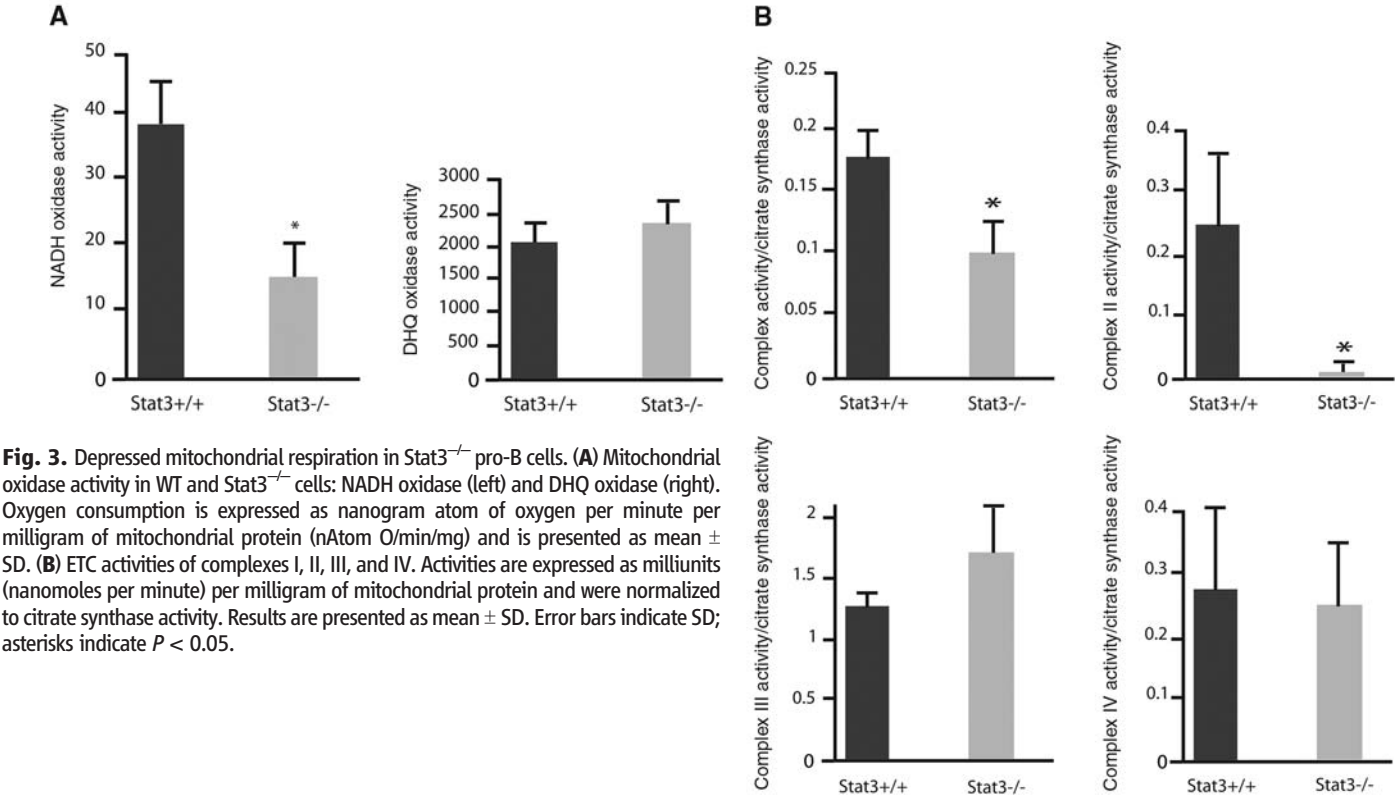 A
NADH oxidase activity
50
40
30
20
10
0
Stat3+/+
Stat3-/-
*
DHQ oxidase activity
3000
2500
2000
1500
1000
500
0
Stat3+/+
Stat3-/-
Fig. 3. Depressed mitochondrial respiration in Stat3−/− pro-B cells. (A) Mitochondrial
oxidase activity in WT and Stat3−/− cells: NADH oxidase (left) and DHQ oxidase (right).
Oxygen consumption is expressed as nanogram atom of oxygen per minute per
milligram of mitochondrial protein (nAtom O/min/mg) and is presented as mean ±
SD. (B) ETC activities of complexes I, II, III, and IV. Activities are expressed as milliunits
(nanomoles per minute) per milligram of mitochondrial protein and were normalized
to citrate synthase activity. Results are presented as mean ± SD. Error bars indicate SD;
asterisks indicate P < 0.05.
B
Complex activity/citrate synthase activity
0.25
0.2
0.15
0.1
0.05
0
*
Stat3+/+
Stat3-/-
Complex II activity/citrate synthase activity
0.4
0.3
0.2
0.1
0
*
Stat3+/+
Stat3-/-
Complex III activity/citrate synthase activity
2
1.5
1
0.5
0
Stat3+/+
Stat3-/-
Complex IV activity/citrate synthase activity
0.4
0.3
0.2
0.1
0
Stat3+/+
Stat3-/-